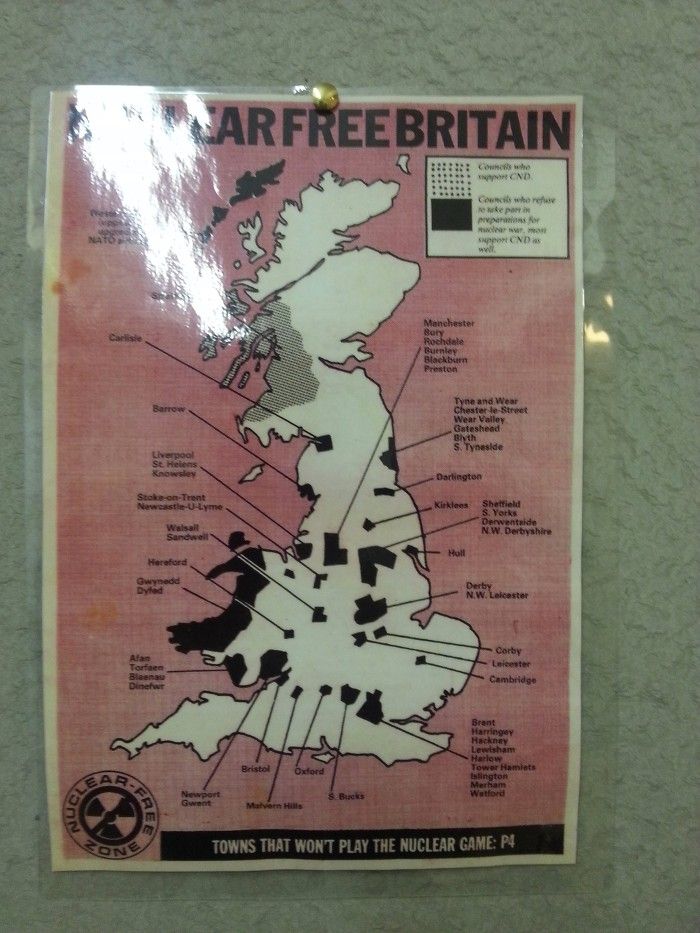 NUCLEAR FREE BRITAIN
Councils who
support CND.
Councils who refuse
to take part in
preparations for
nuclear war, most
support CND as
well.
NATO
Carlisle
Barrow
Liverpool
St. Helens
Knowsley
Stoke-on-Trent
Newcastle-U-Lyme
Walsall
Sandwell
Hereford
Gwynedd
Dyfed
Afan
Torfaen
Blaenau
Dinefwr
Manchester
Bury
Rochdale
Burnley
Blackburn
Preston
Tyne and Wear
Chester-le-Street
Wear Valley
Gateshead
Blyth
S. Tyneside
Darlington
Kirklees
Sheffield
S. Yorks
Derwentside
N.W. Derbyshire
Hull
Derby
N.W. Leicester
Corby
Leicester
Cambridge
Brent
Harringey
Hackney
Lewisham
Harlow
Tower Hamlets
Islington
Merham
Watford
Bristol
Oxford
S. Bucks
Newport
Gwent
Malvern Hills
NUCLEAR-FREE
ZONE
TOWNS THAT WON'T PLAY THE NUCLEAR GAME: P4